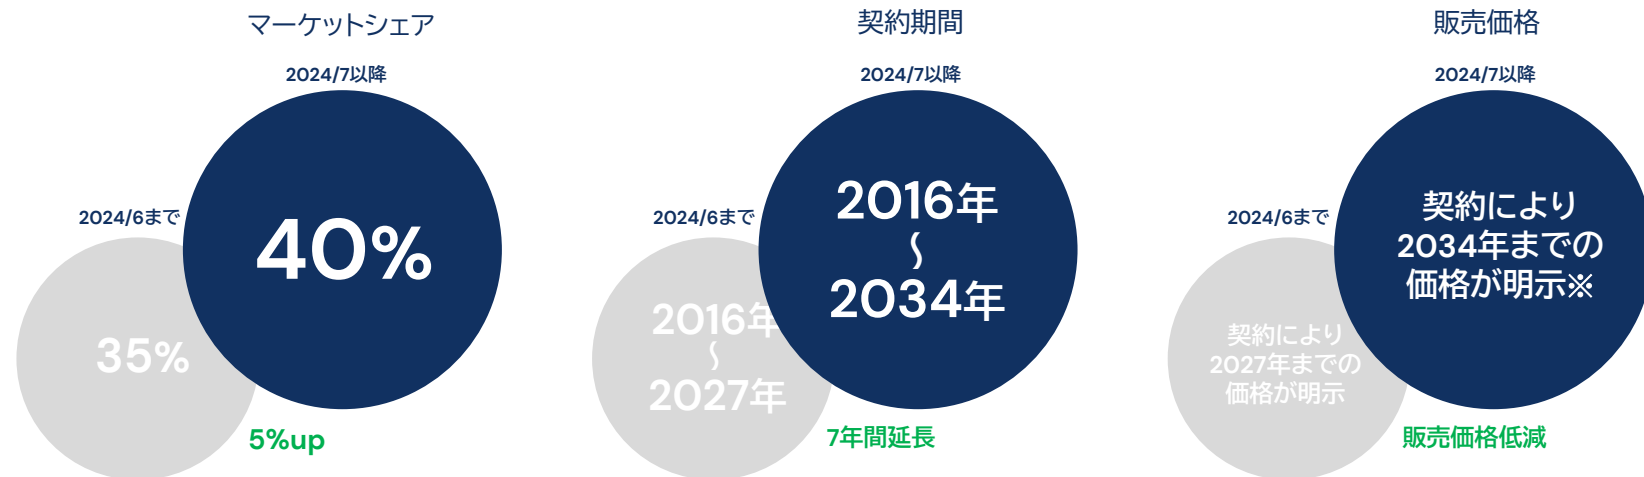 マーケットシェア
2024/7以降
40%
2024/6まで
35%
5%up
契約期間
2024/7以降
2016年
〜
2034年
2024/6まで
2016年
〜
2027年
7年間延長
販売価格
2024/7以降
契約により
2034年までの
価格が明示※
2024/6まで
契約により
2027年までの
価格が明示
販売価格低減